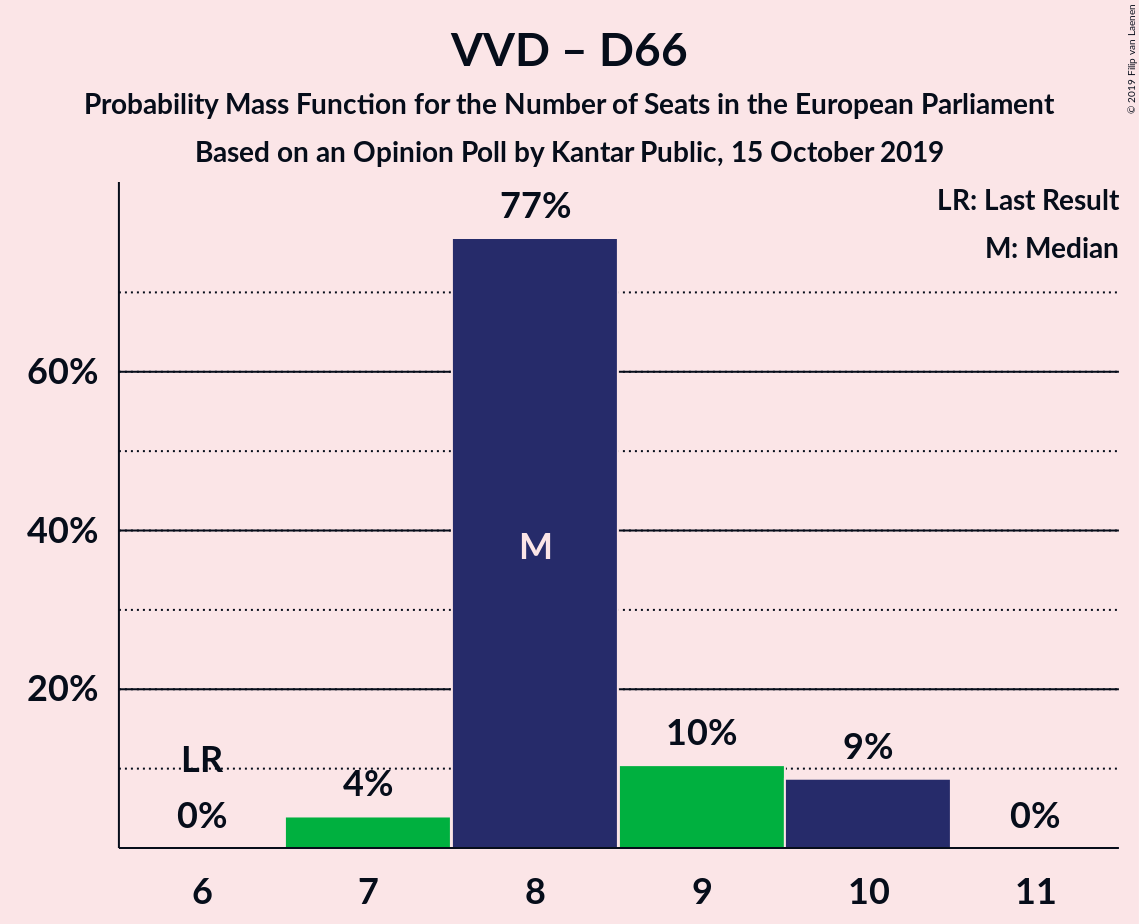 VVD – D66
Probability Mass Function for the Number of Seats in the European Parliament
Based on an Opinion Poll by Kantar Public, 15 October 2019
© 2019 Filip van Laenen
LR: Last Result
M: Median
77%
60%
40%
20%
M
LR
0%
4%
10%
9%
0%
6 7 8 9 10 11